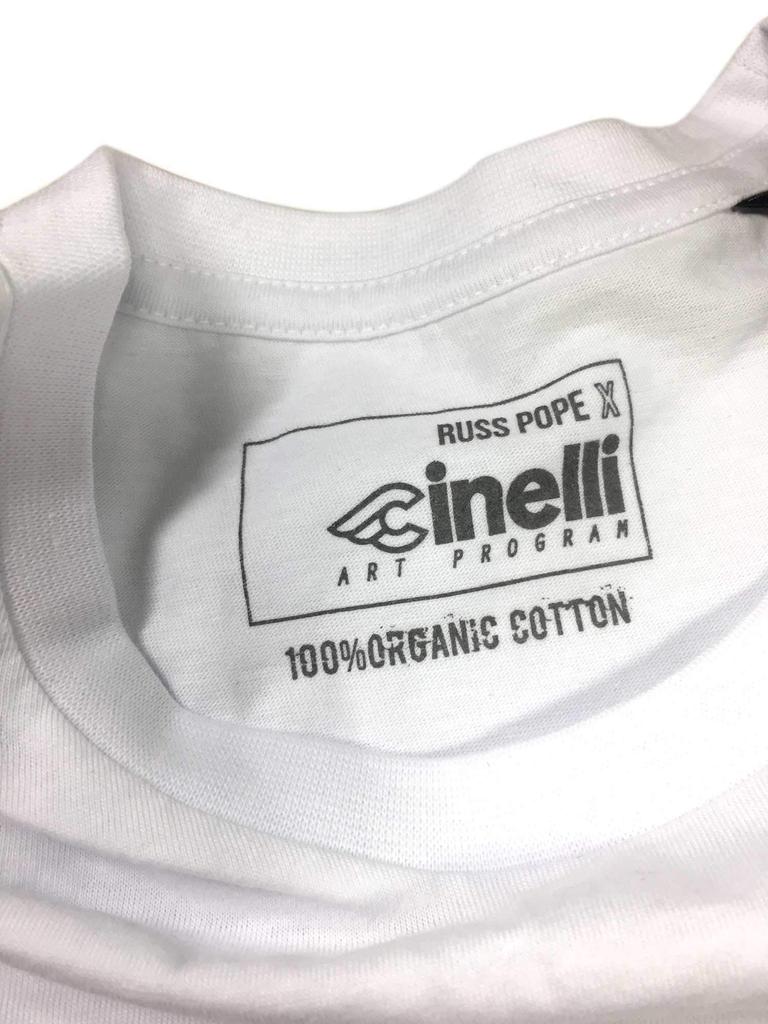 RUSS POPE X
cinelli
ART PROGRAM
100%ORGANIC COTTON